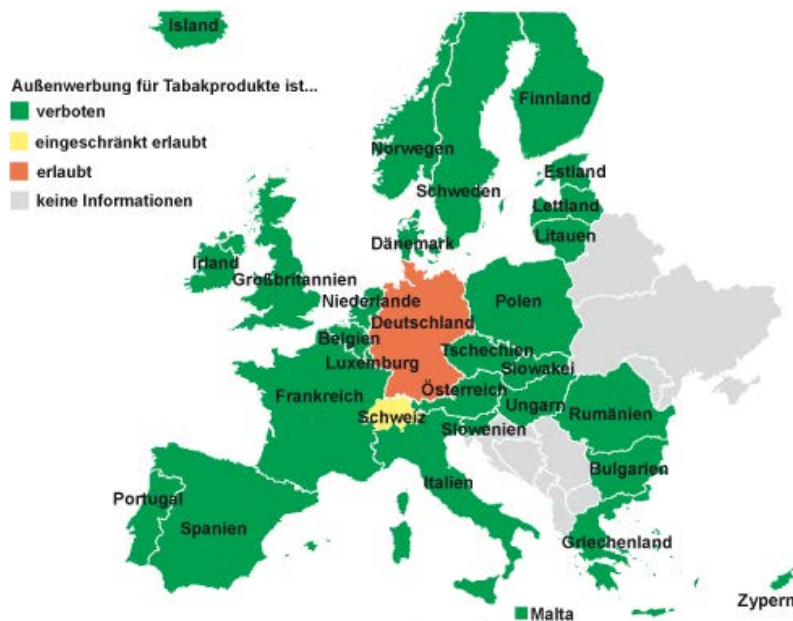 Island
Außenwerbung für Tabakprodukte ist...
verboten
eingeschränkt erlaubt
erlaubt
keine Informationen
Finnland
Norwegen
Schweden
Estland
Lettland
Litauen
Dänemark
Irland
Großbritannien
Niederlande
Polen
Deutschland
Belgien
Tschechien
Luxemburg
Slowakei
Frankreich
Österreich
Ungarn
Rumänien
Schweiz
Slowenien
Bulgarien
Italien
Portugal
Spanien
Griechenland
Zypern
Malta